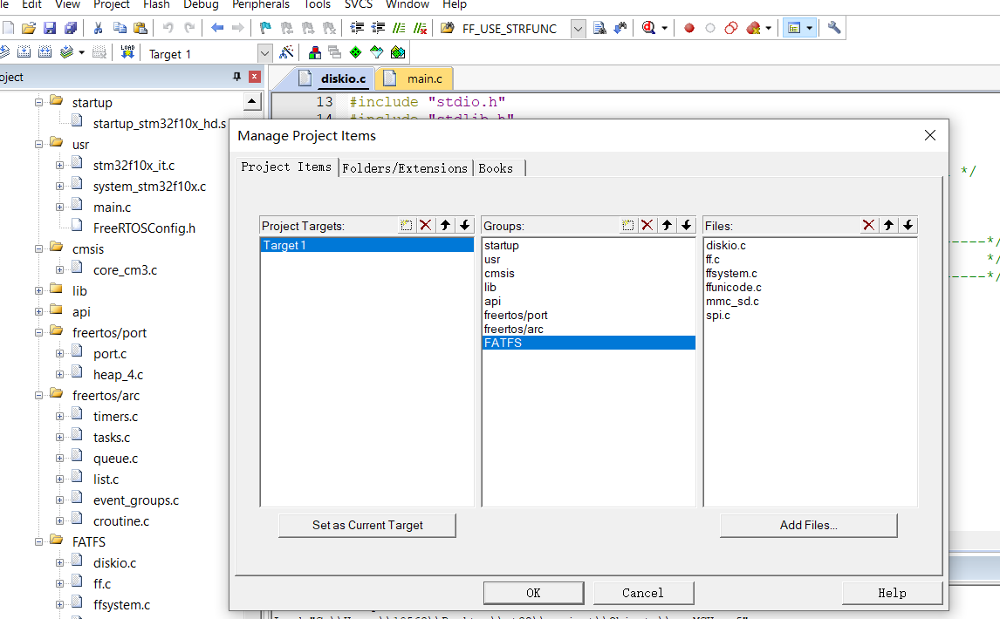 Edit View Project Flash Debug Peripherals Tools SVCS Window Help
FF_USE_STRFUNC
LOAD
Target 1
diskio.c main.c
13 #include "stdio.h"
14 #include "stdlib.h"
startup
startup_stm32f10x_hd.s
usr
stm32f10x_it.c
system_stm32f10x.c
main.c
FreeRTOSConfig.h
cmsis
core_cm3.c
lib
api
freertos/port
port.c
heap_4.c
freertos/arc
timers.c
tasks.c
queue.c
list.c
event_groups.c
croutine.c
FATFS
diskio.c
ff.c
ffsystem.c
Manage Project Items
Project Items Folders/Extensions Books
Project Targets:
Target 1
Set as Current Target
Groups:
startup
usr
cmsis
lib
api
freertos/port
freertos/arc
FATFS
Files:
diskio.c
ff.c
ffsystem.c
ffunicode.c
mmc_sd.c
spi.c
Add Files...
OK Cancel Help
*/
-----*/
*/
-----*/